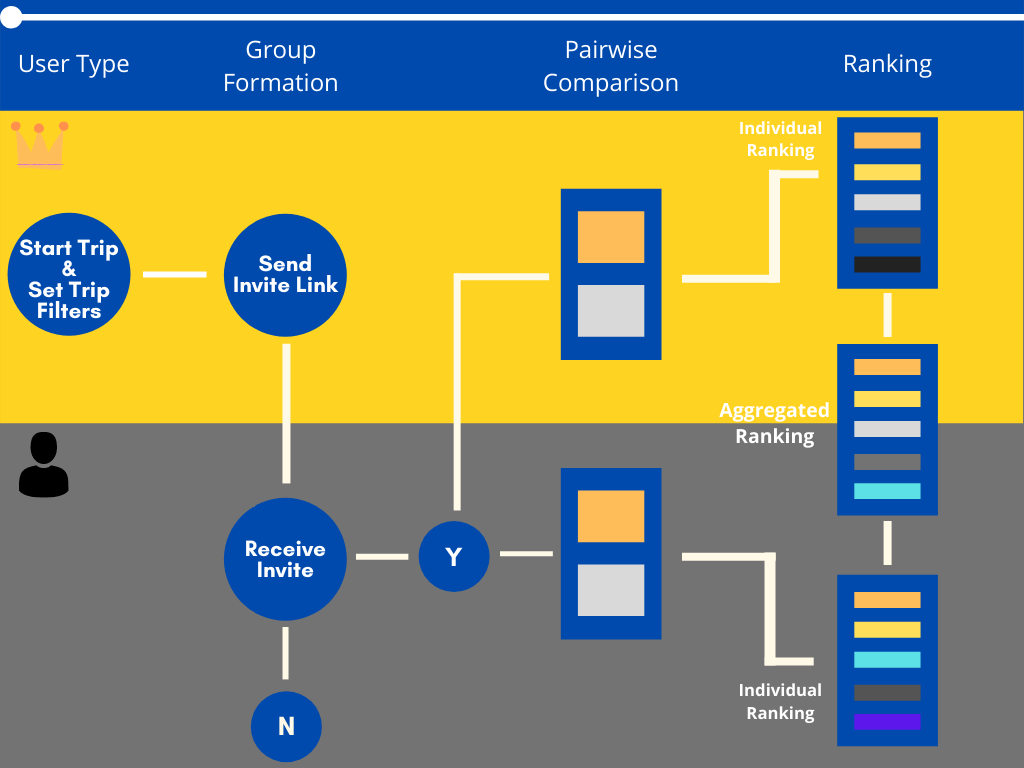 User Type
Group
Formation
Pairwise
Comparison
Ranking
Individual
Ranking
Start Trip
&
Set Trip
Filters
Send
Invite Link
Aggregated
Ranking
Receive
Invite
Y
Individual
Ranking
N